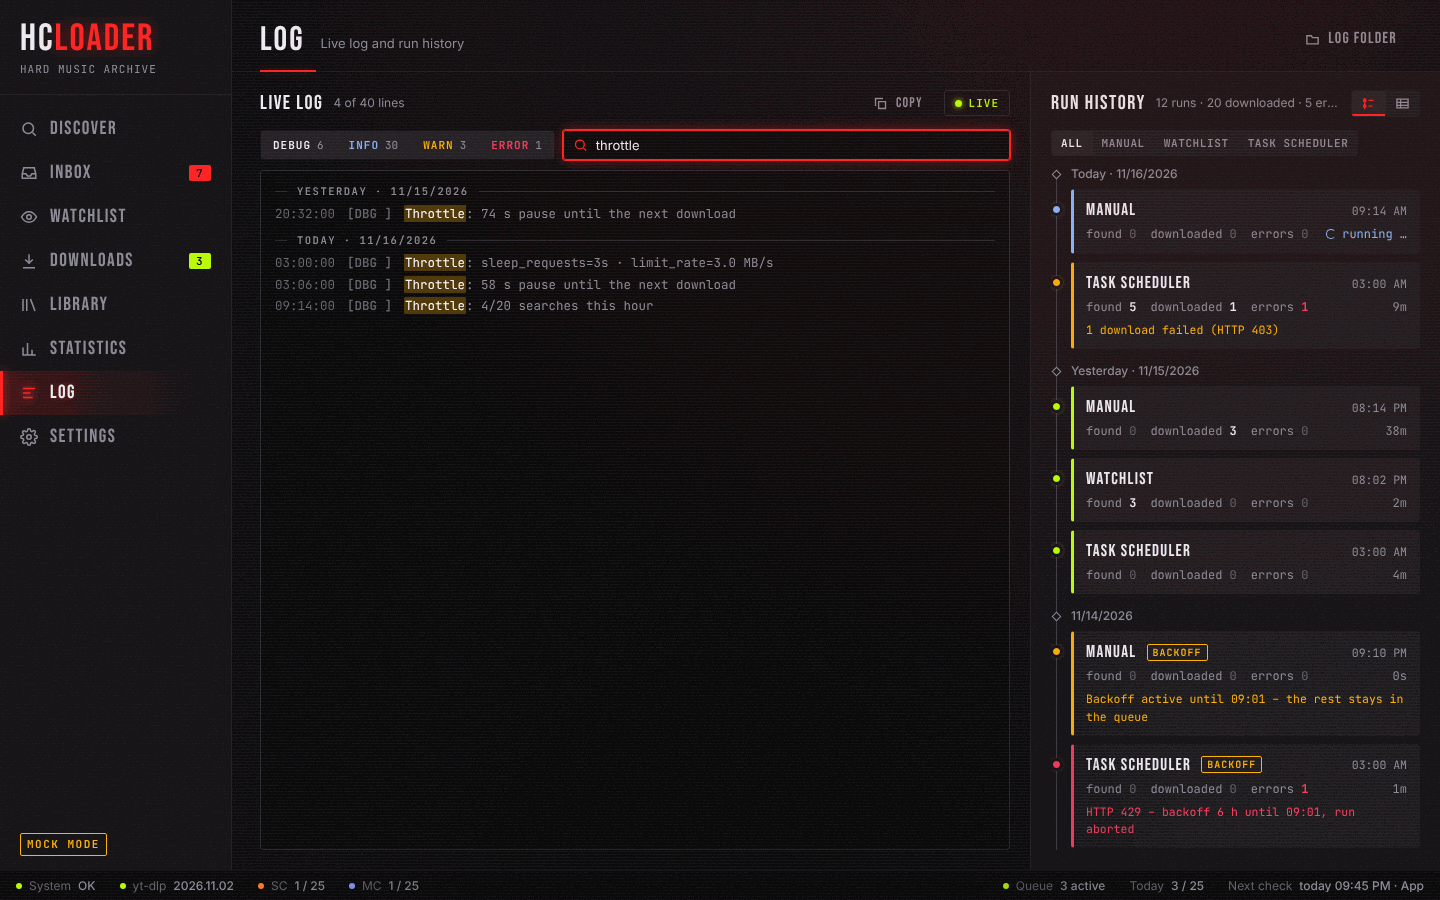 HCLOADER
HARD MUSIC ARCHIVE
DISCOVER
INBOX 7
WATCHLIST
DOWNLOADS 3
LIBRARY
STATISTICS
LOG
SETTINGS
MOCK MODE
LOG Live log and run history
LOG FOLDER
LIVE LOG 4 of 40 lines
COPY
LIVE
DEBUG 6 INFO 30 WARN 3 ERROR 1
throttle
YESTERDAY · 11/15/2026
20:32:00 [DBG ] Throttle: 74 s pause until the next download
TODAY · 11/16/2026
03:00:00 [DBG ] Throttle: sleep_requests=3s · limit_rate=3.0 MB/s
03:06:00 [DBG ] Throttle: 58 s pause until the next download
09:14:00 [DBG ] Throttle: 4/20 searches this hour
RUN HISTORY 12 runs · 20 downloaded · 5 er…
ALL MANUAL WATCHLIST TASK SCHEDULER
Today · 11/16/2026
MANUAL 09:14 AM
found 0 downloaded 0 errors 0 running …
TASK SCHEDULER 03:00 AM
found 5 downloaded 1 errors 1 9m
1 download failed (HTTP 403)
Yesterday · 11/15/2026
MANUAL 08:14 PM
found 0 downloaded 3 errors 0 38m
WATCHLIST 08:02 PM
found 3 downloaded 0 errors 0 2m
TASK SCHEDULER 03:00 AM
found 0 downloaded 0 errors 0 4m
11/14/2026
MANUAL BACKOFF 09:10 PM
found 0 downloaded 0 errors 0 0s
Backoff active until 09:01 – the rest stays in
the queue
TASK SCHEDULER BACKOFF 03:00 AM
found 0 downloaded 0 errors 1 1m
HTTP 429 – backoff 6 h until 09:01, run
aborted
System OK yt-dlp 2026.11.02 SC 1 / 25 MC 1 / 25
Queue 3 active Today 3 / 25 Next check today 09:45 PM · App